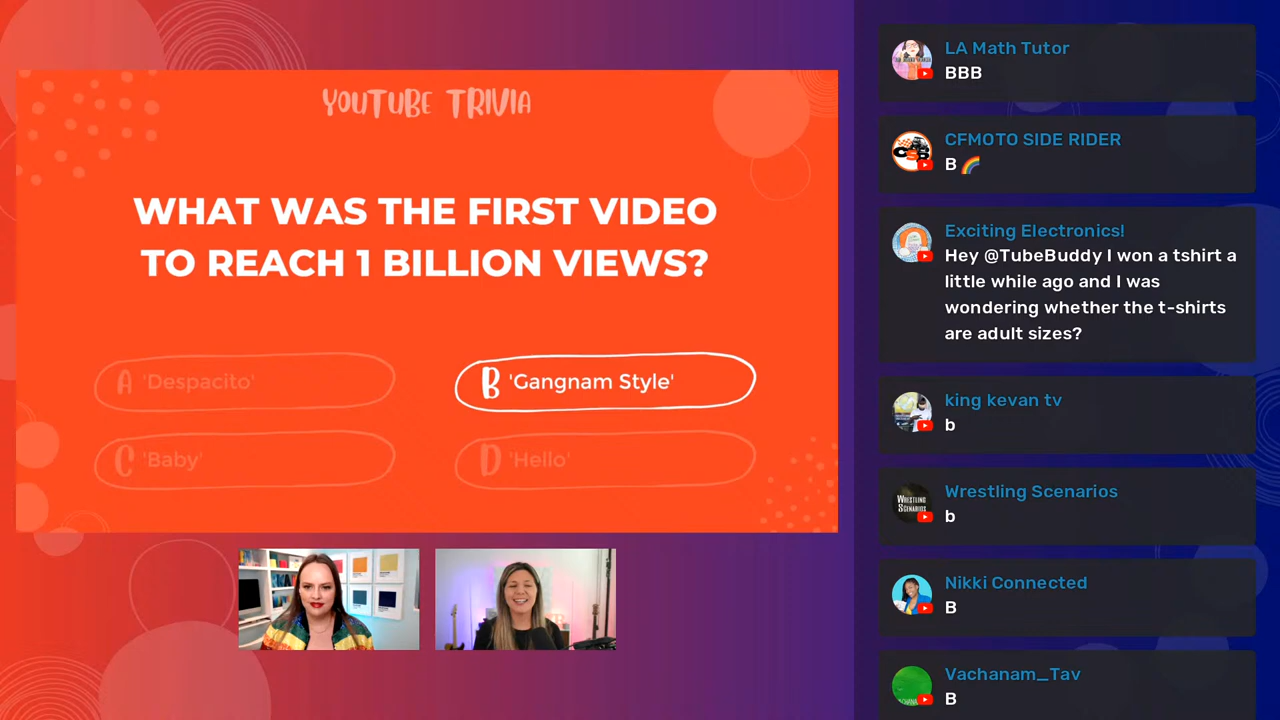 YOUTUBE TRIVIA
WHAT WAS THE FIRST VIDEO
TO REACH 1 BILLION VIEWS?
A 'Despacito'
B 'Gangnam Style'
C 'Baby'
D 'Hello'
LA Math Tutor
BBB
CFMOTO SIDE RIDER
B 🌈
Exciting Electronics!
Hey @TubeBuddy I won a tshirt a
little while ago and I was
wondering whether the t-shirts
are adult sizes?
king kevan tv
b
Wrestling Scenarios
b
Nikki Connected
B
Vachanam_Tav
B
WRESTLING
SCENARIOS